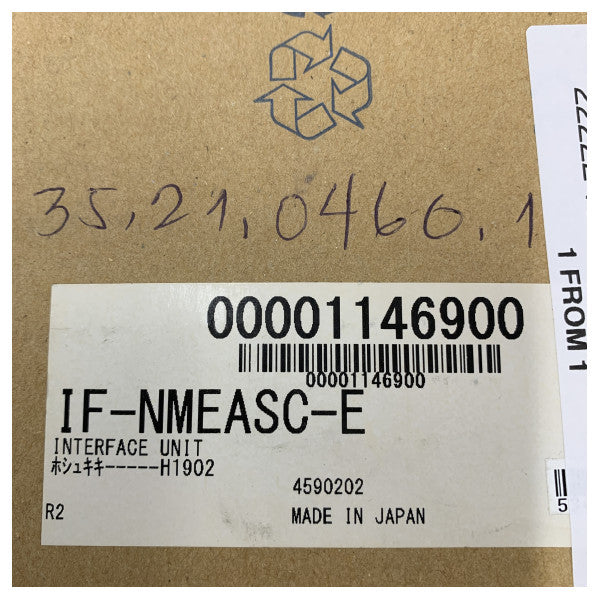 35.21.0460.1
00001146900
00001146900
IF-NMEASC-E
INTERFACE UNIT
ホシュキキ-----H1902
4590202
R2
MADE IN JAPAN
1 FROM 1
5